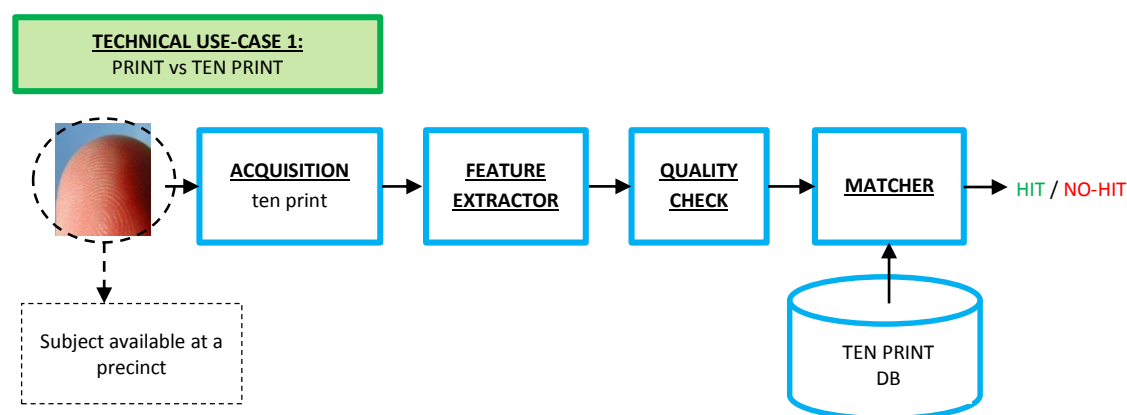 TECHNICAL USE-CASE 1:
PRINT vs TEN PRINT
ACQUISITION
ten print
FEATURE
EXTRACTOR
QUALITY
CHECK
MATCHER
HIT / NO-HIT
Subject available at a
precinct
TEN PRINT
DB